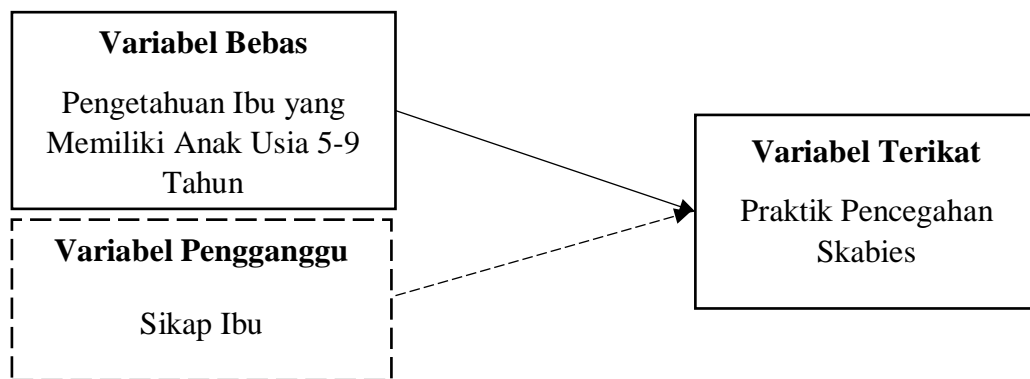 Variabel Bebas
Pengetahuan Ibu yang
Memiliki Anak Usia 5-9
Tahun
Variabel Pengganggu
Sikap Ibu
Variabel Terikat
Praktik Pencegahan
Skabies